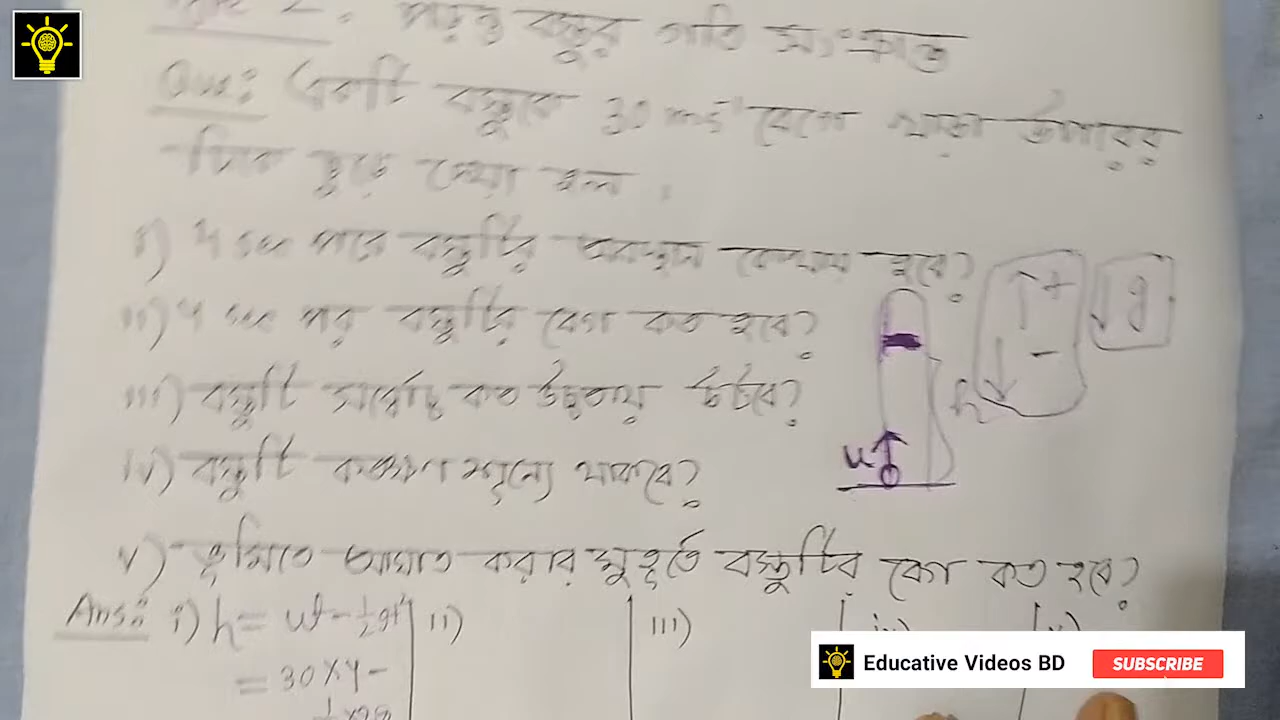 পড়ন্ত বস্তুর গতি সংক্রান্ত
Que: একটি বস্তুকে 30 ms⁻¹ বেগে খাড়া উপরের
দিকে ছুড়ে দেয়া হল।
i) 4 sec পরে বস্তুটির অবস্থান কোথায় হবে?
ii) 4 sec পর বস্তুটির বেগ কত হবে?
iii) বস্তুটি সর্বোচ্চ কত উচ্চতায় উঠবে?
iv) বস্তুটি কতক্ষণ শূন্যে থাকবে?
v) ভূমিতে আঘাত করার মুহূর্তে বস্তুটির বেগ কত হবে?
+
-
g
h
u
Ans: i) h = ut - ½gt² ii) iii)
= 30×4 -
Educative Videos BD SUBSCRIBE